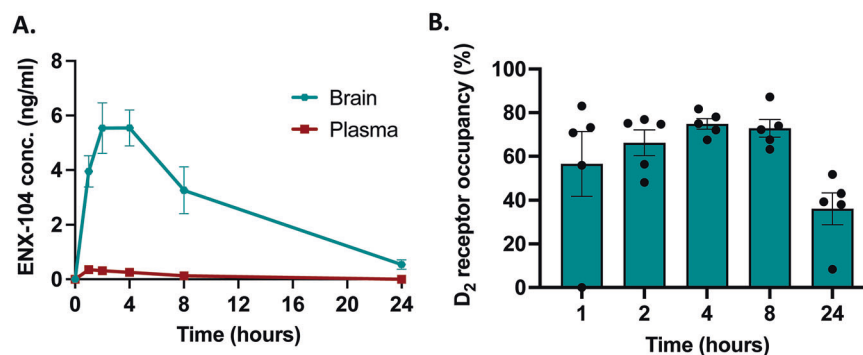 A.
ENX-104 conc. (ng/ml)
8
6
4
2
0
Brain
Plasma
0 4 8 12 16 20 24
Time (hours)
B.
D₂ receptor occupancy (%)
100
80
60
40
20
0
1 2 4 8 24
Time (hours)